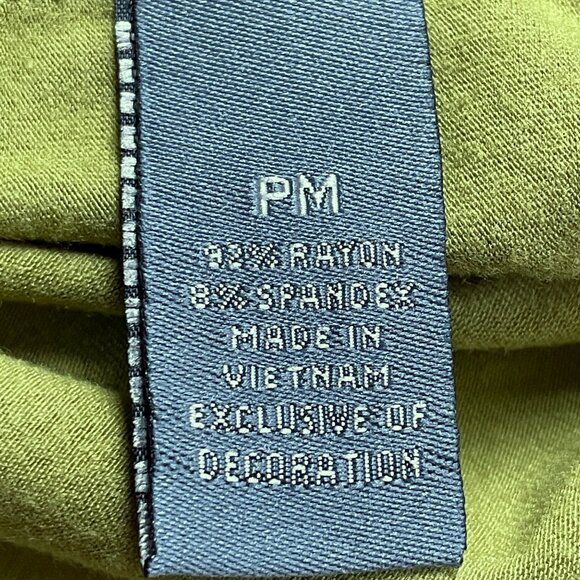 PM
92% RAYON
8% SPANDEX
MADE IN
VIETNAM
EXCLUSIVE OF
DECORATION